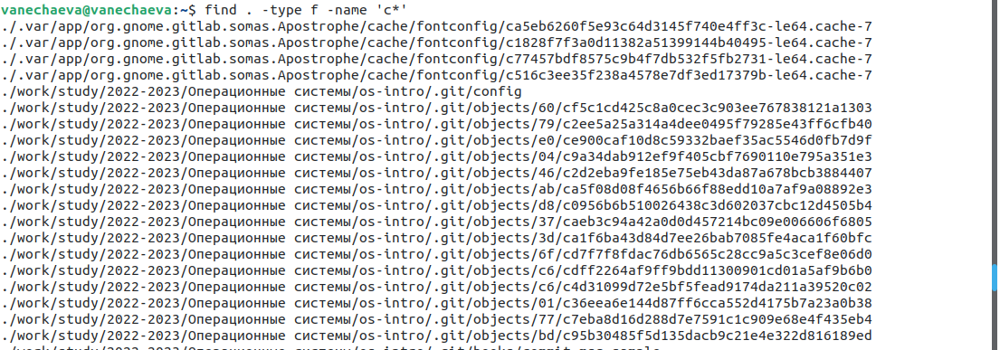 vanechaeva@vanechaeva:~$ find . -type f -name 'c*'
./.var/app/org.gnome.gitlab.somas.Apostrophe/cache/fontconfig/ca5eb6260f5e93c64d3145f740e4ff3c-le64.cache-7
./.var/app/org.gnome.gitlab.somas.Apostrophe/cache/fontconfig/c1828f7f3a0d11382a51399144b40495-le64.cache-7
./.var/app/org.gnome.gitlab.somas.Apostrophe/cache/fontconfig/c77457bdf8575c9b4f7db532f5fb2731-le64.cache-7
./.var/app/org.gnome.gitlab.somas.Apostrophe/cache/fontconfig/c516c3ee35f238a4578e7df3ed17379b-le64.cache-7
./work/study/2022-2023/Операционные системы/os-intro/.git/config
./work/study/2022-2023/Операционные системы/os-intro/.git/objects/60/cf5c1cd425c8a0cec3c903ee767838121a1303
./work/study/2022-2023/Операционные системы/os-intro/.git/objects/79/c2ee5a25a314a4dee0495f79285e43ff6cfb40
./work/study/2022-2023/Операционные системы/os-intro/.git/objects/e0/ce900caf10d8c59332baef35ac5546d0fb7d9f
./work/study/2022-2023/Операционные системы/os-intro/.git/objects/04/c9a34dab912ef9f405cbf7690110e795a351e3
./work/study/2022-2023/Операционные системы/os-intro/.git/objects/46/c2d2eba9fe185e75eb43da87a678bcb3884407
./work/study/2022-2023/Операционные системы/os-intro/.git/objects/ab/ca5f08d08f4656b66f88edd10a7af9a08892e3
./work/study/2022-2023/Операционные системы/os-intro/.git/objects/d8/c0956b6b510026438c3d602037cbc12d4505b4
./work/study/2022-2023/Операционные системы/os-intro/.git/objects/37/caeb3c94a42a0d0d457214bc09e006606f6805
./work/study/2022-2023/Операционные системы/os-intro/.git/objects/3d/ca1f6ba43d84d7ee26bab7085fe4aca1f60bfc
./work/study/2022-2023/Операционные системы/os-intro/.git/objects/6f/cd7f7f8fdac76db6565c28cc9a5c3cef8e06d0
./work/study/2022-2023/Операционные системы/os-intro/.git/objects/c6/cdff2264af9ff9bdd11300901cd01a5af9b6b0
./work/study/2022-2023/Операционные системы/os-intro/.git/objects/c6/c4d31099d72e5bf5fead9174da211a39520c02
./work/study/2022-2023/Операционные системы/os-intro/.git/objects/01/c36eea6e144d87ff6cca552d4175b7a23a0b38
./work/study/2022-2023/Операционные системы/os-intro/.git/objects/77/c7eba8d16d288d7e7591c1c909e68e4f435eb4
./work/study/2022-2023/Операционные системы/os-intro/.git/objects/bd/c95b30485f5d135dacb9c21e4e322d816189ed